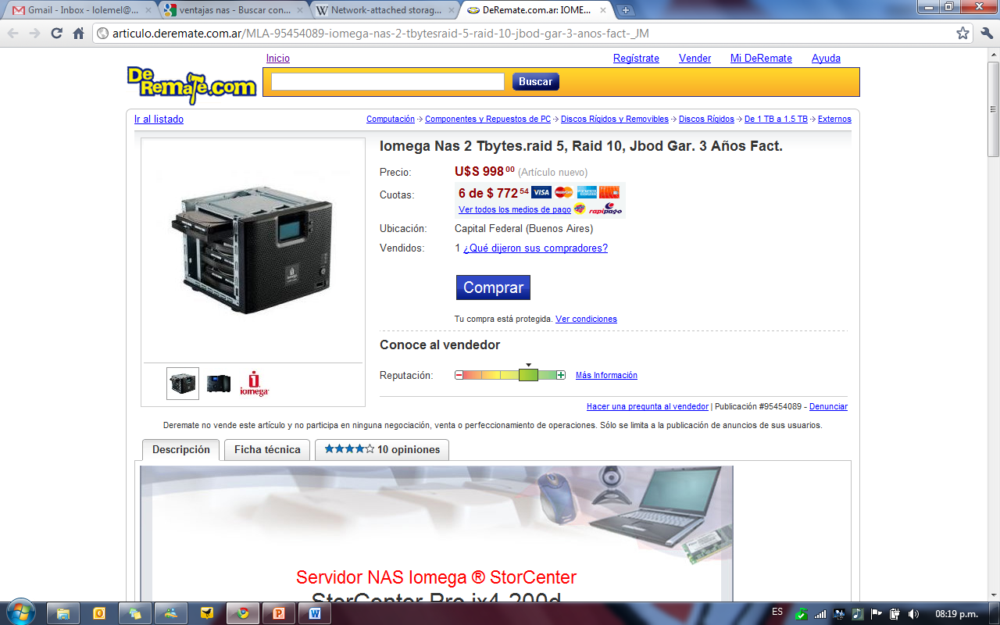 Gmail - Inbox - lolemel@...
ventajas nas - Buscar con...
Network-attached storag...
DeRemate.com.ar: IOME...
articulo.deremate.com.ar/MLA-95454089-iomega-nas-2-tbytesraid-5-raid-10-jbod-gar-3-anos-fact-_JM
Inicio
Regístrate Vender Mi DeRemate Ayuda
DeRemate.com
Buscar
Ir al listado
Computación -> Componentes y Repuestos de PC -> Discos Rígidos y Removibles -> Discos Rígidos -> De 1 TB a 1.5 TB -> Externos
Iomega Nas 2 Tbytes.raid 5, Raid 10, Jbod Gar. 3 Años Fact.
Precio: U$S 998 00 (Artículo nuevo)
Cuotas: 6 de $ 772 54 VISA MasterCard
Ver todos los medios de pago rapipago
Ubicación: Capital Federal (Buenos Aires)
Vendidos: 1 ¿Qué dijeron sus compradores?
Comprar
Tu compra está protegida. Ver condiciones
Conoce al vendedor
Reputación: Más Información
iomega
Hacer una pregunta al vendedor | Publicación #95454089 - Denunciar
Deremate no vende este artículo y no participa en ninguna negociación, venta o perfeccionamiento de operaciones. Sólo se limita a la publicación de anuncios de sus usuarios.
Descripción Ficha técnica 10 opiniones
Servidor NAS Iomega ® StorCenter
StorCenter Pro ix4-200d
ES 08:19 p.m.